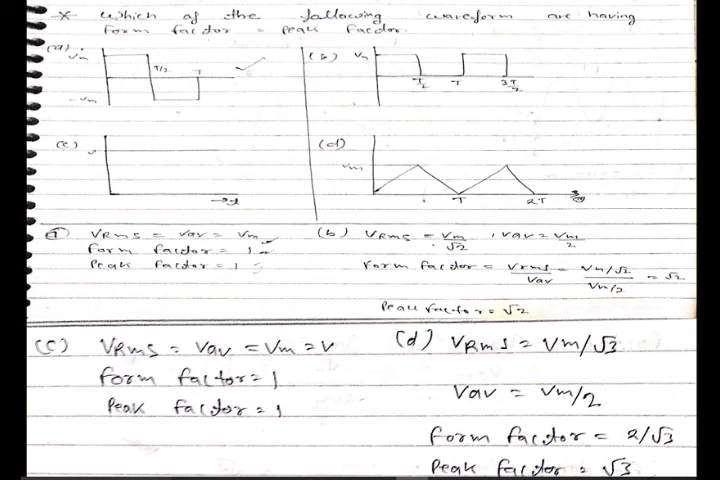 * Which of the following waveform are having
form factor = Peak factor.
(a) Vm T/2 T - Vm
(b) Vm T/2 T 3T/2
(c) v → t
(d) Vm T 2T
(a) VRMS = Vav = Vm
Form factor = 1
Peak factor = 1
(b) VRMS = Vm/√2 , Vav = Vm/2
Form factor = Vrms/Vav = Vm/√2 / Vm/2 = √2
Peak factor = √2
(c) VRMS = Vav = Vm = V
form factor = 1
Peak factor = 1
(d) VRMS = Vm/√3
Vav = Vm/2
form factor = 2/√3
Peak factor = √3